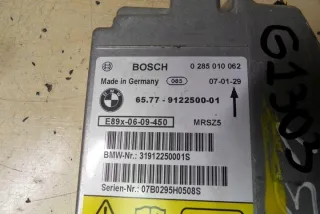 BOSCH 0 285 010 062
Made in Germany 083 07-01-29
65.77 - 9122500-01
E89x-06-09-450 MRSZ5
BMW-Nr.: 31912250001S
Serien-Nr.: 07B0295H0508S